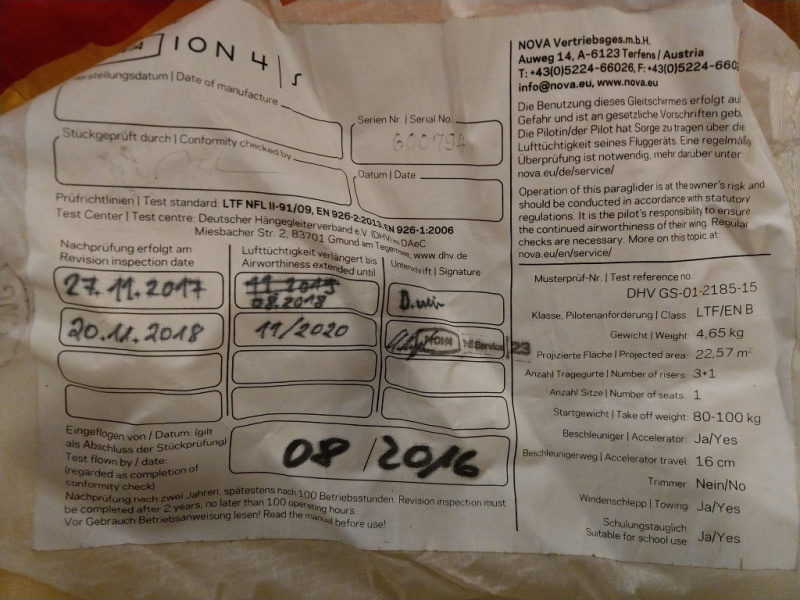 ION 4 | S
Herstellungsdatum | Date of manufacture
Serien Nr | Serial No.
600794
Stückgeprüft durch | Conformity checked by
Datum | Date
Prüfrichtlinien | Test standard: LTF NFL II-91/09, EN 926-2:2013, EN 926-1:2006
Test Center | Test centre: Deutscher Hängegleiterverband e.V. (DHV) im DAeC
Miesbacher Str. 2, 83701 Gmund am Tegernsee, www.dhv.de
Nachprüfung erfolgt am
Revision inspection date
Lufttüchtigkeit verlängert bis
Airworthiness extended until
Unterschrift | Signature
27.11.2017
08.2018
20.11.2018
11/2020
NOVA Service 23
Eingeflogen von / Datum: (gilt
als Abschluss der Stückprüfung)
Test flown by / date:
(regarded as completion of
conformity check)
08/2016
Nachprüfung nach zwei Jahren, spätestens nach 100 Betriebsstunden. Revision inspection must
be completed after 2 years, no later than 100 operating hours.
Vor Gebrauch Betriebsanweisung lesen! Read the manual before use!
NOVA Vertriebsges.m.b.H.
Auweg 14, A-6123 Terfens / Austria
T: +43(0)5224-66026, F: +43(0)5224-660
info@nova.eu, www.nova.eu
Die Benutzung dieses Gleitschirmes erfolgt auf
Gefahr und ist an gesetzliche Vorschriften geb
Die Pilotin/der Pilot hat Sorge zu tragen über die
Lufttüchtigkeit seines Fluggeräts. Eine regelmäß
Überprüfung ist notwendig, mehr darüber unter
nova.eu/de/service/
Operation of this paraglider is at the owner's risk and
should be conducted in accordance with statutory
regulations. It is the pilot's responsibility to ensure
the continued airworthiness of their wing. Regular
checks are necessary. More on this topic at:
nova.eu/en/service/
Musterprüf-Nr. | Test reference no.:
DHV GS-01-2185-15
Klasse, Pilotenanforderung | Class: LTF/EN B
Gewicht | Weight: 4,65 kg
Projizierte Fläche | Projected area: 22,57 m²
Anzahl Tragegurte | Number of risers: 3+1
Anzahl Sitze | Number of seats: 1
Startgewicht | Take off weight: 80-100 kg
Beschleuniger | Accelerator: Ja/Yes
Beschleunigerweg | Accelerator travel: 16 cm
Trimmer: Nein/No
Windenschlepp | Towing: Ja/Yes
Schulungstauglich
Suitable for school use: Ja/Yes